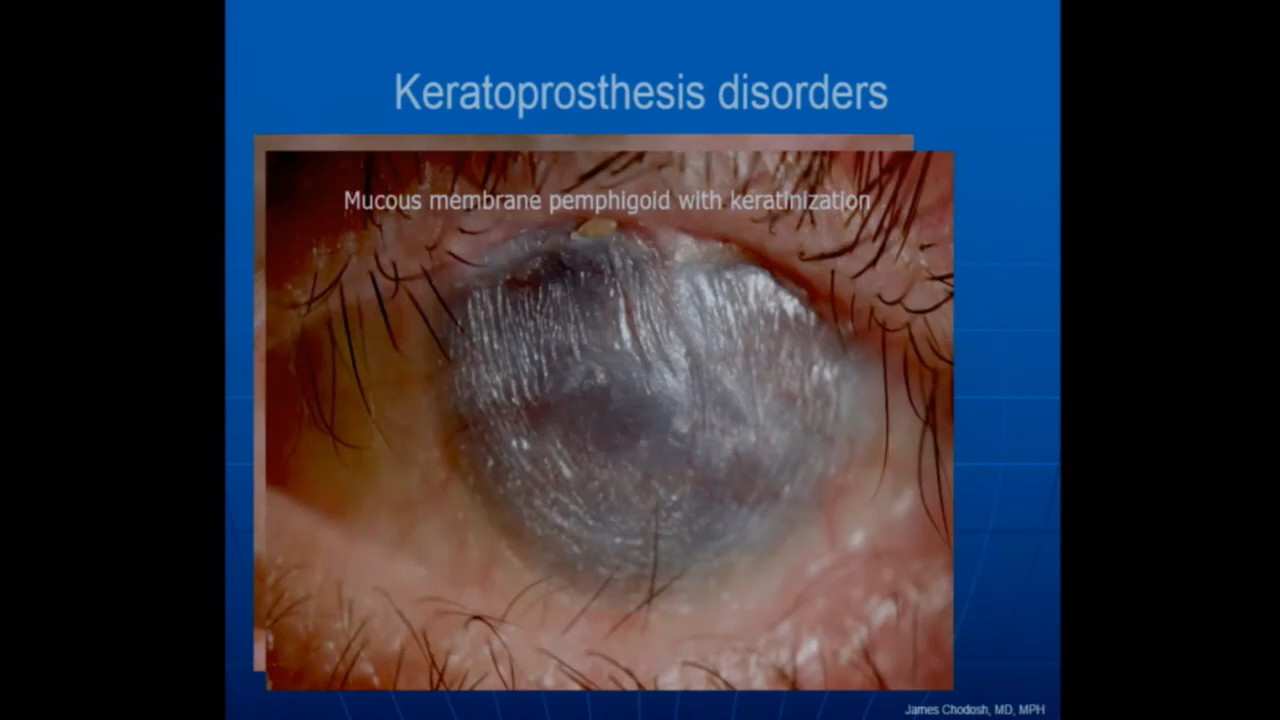 Keratoprosthesis disorders
Mucous membrane pemphigoid with keratinization
James Chodosh, MD, MPH